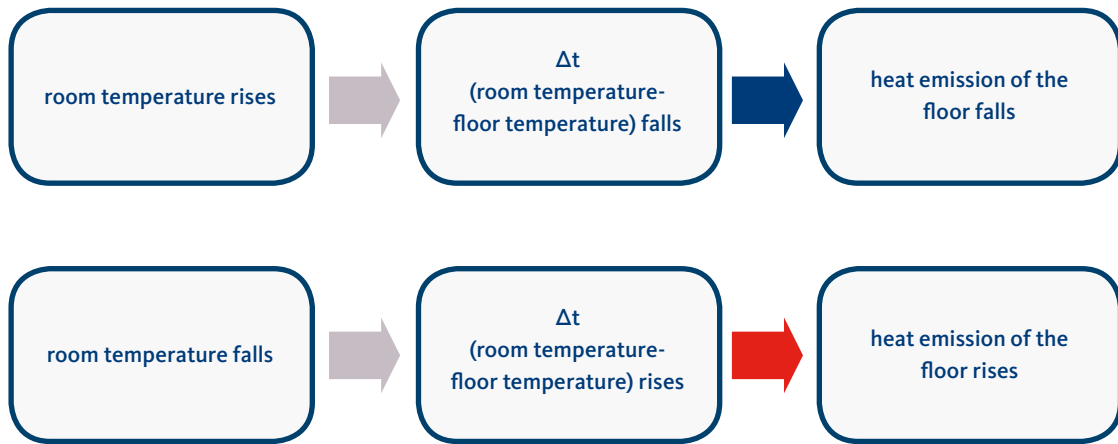 room temperature rises
Δt
(room temperature-
floor temperature) falls
heat emission of the
floor falls
room temperature falls
Δt
(room temperature-
floor temperature) rises
heat emission of the
floor rises